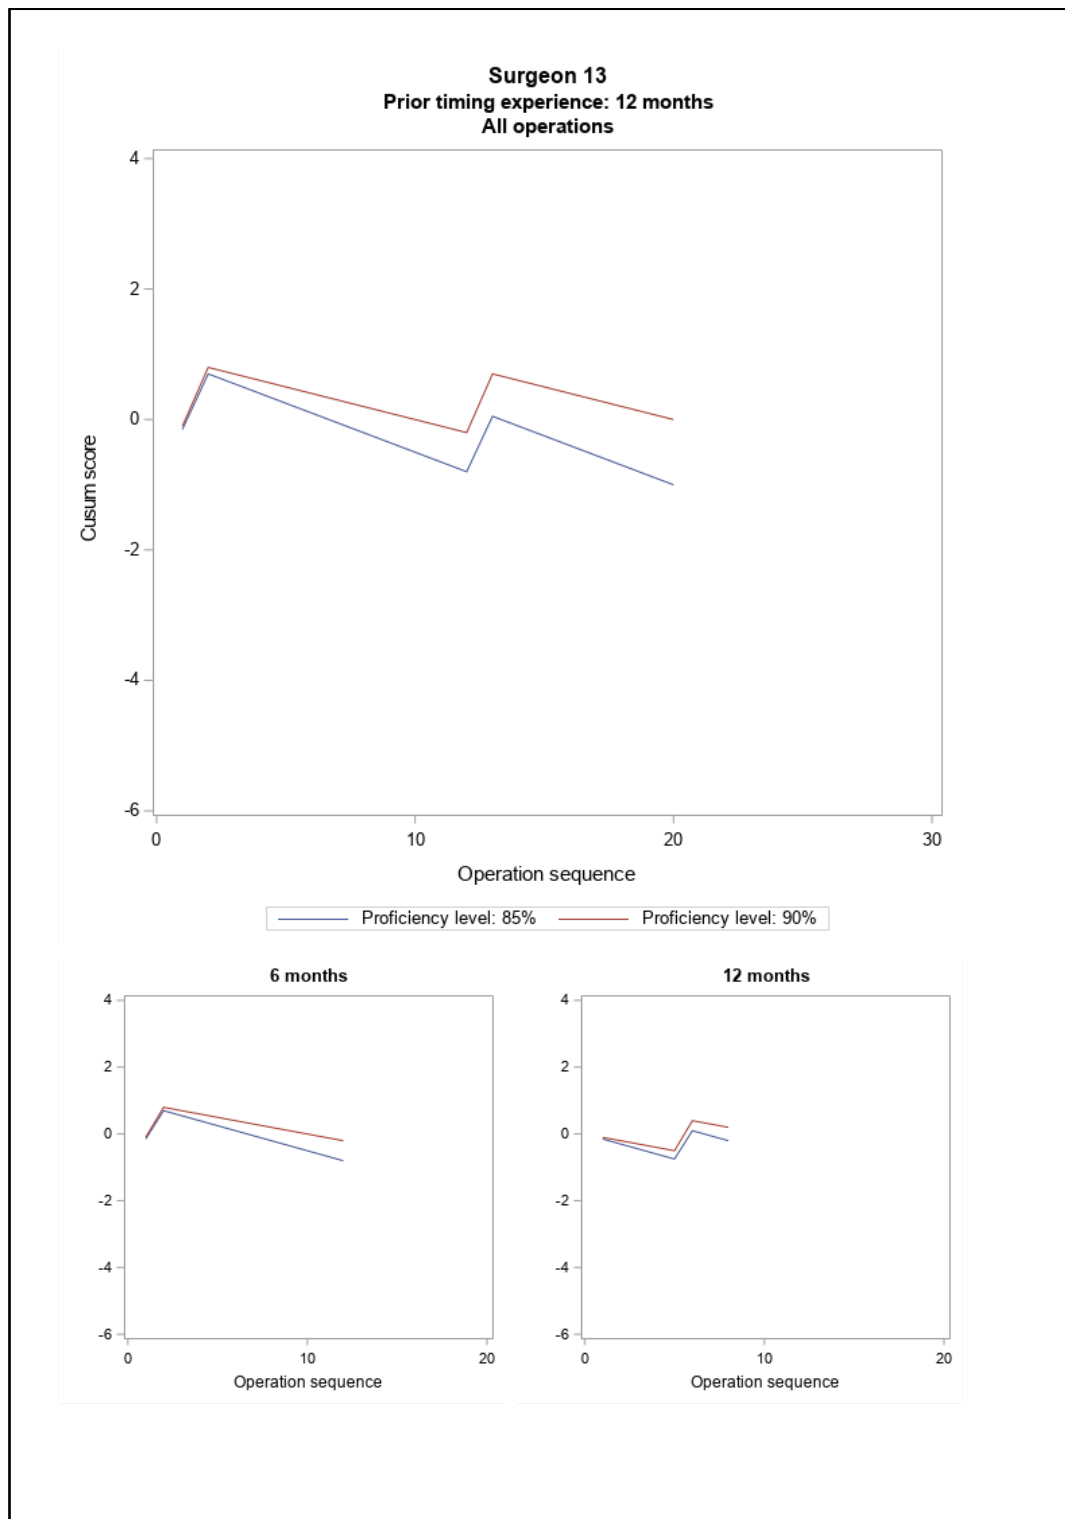 Surgeon 13
Prior timing experience: 12 months
All operations
4
2
0
-2
-4
-6
Cusum score
0 10 20 30
Operation sequence
Proficiency level: 85% Proficiency level: 90%
6 months
4
2
0
-2
-4
-6
0 10 20
Operation sequence
12 months
4
2
0
-2
-4
-6
0 10 20
Operation sequence